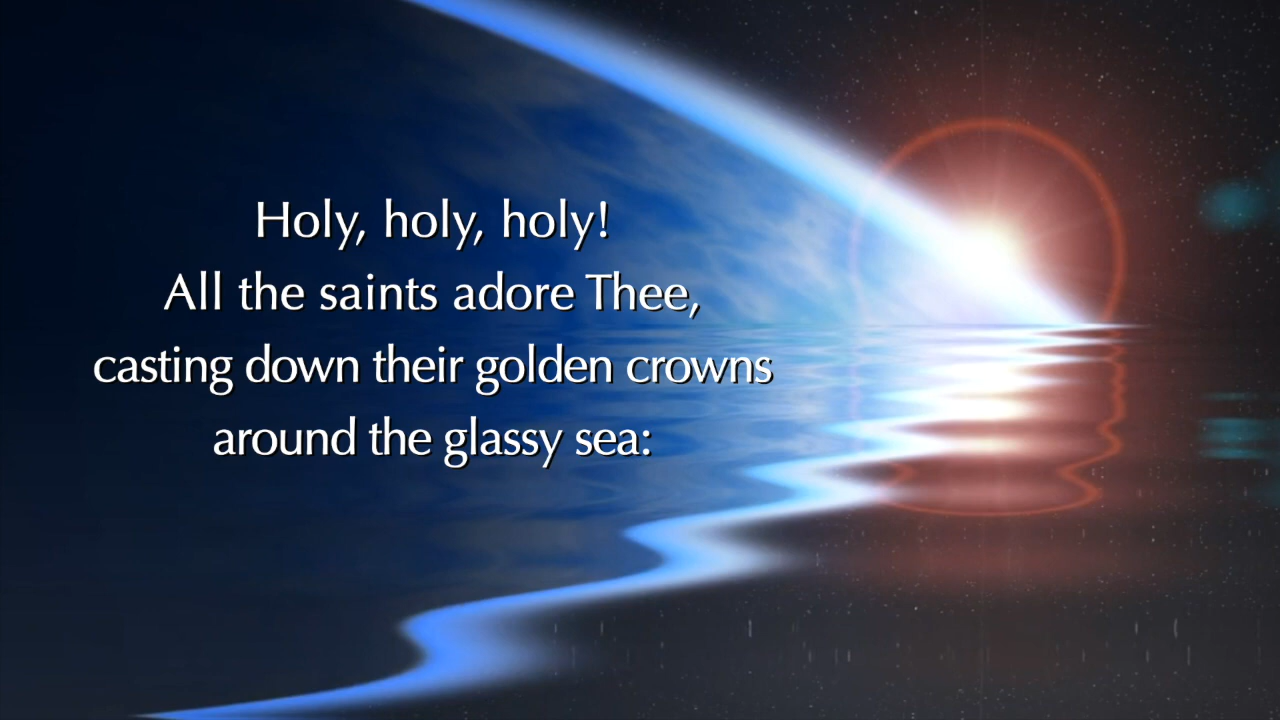 Holy, holy, holy!
All the saints adore Thee,
casting down their golden crowns
around the glassy sea: